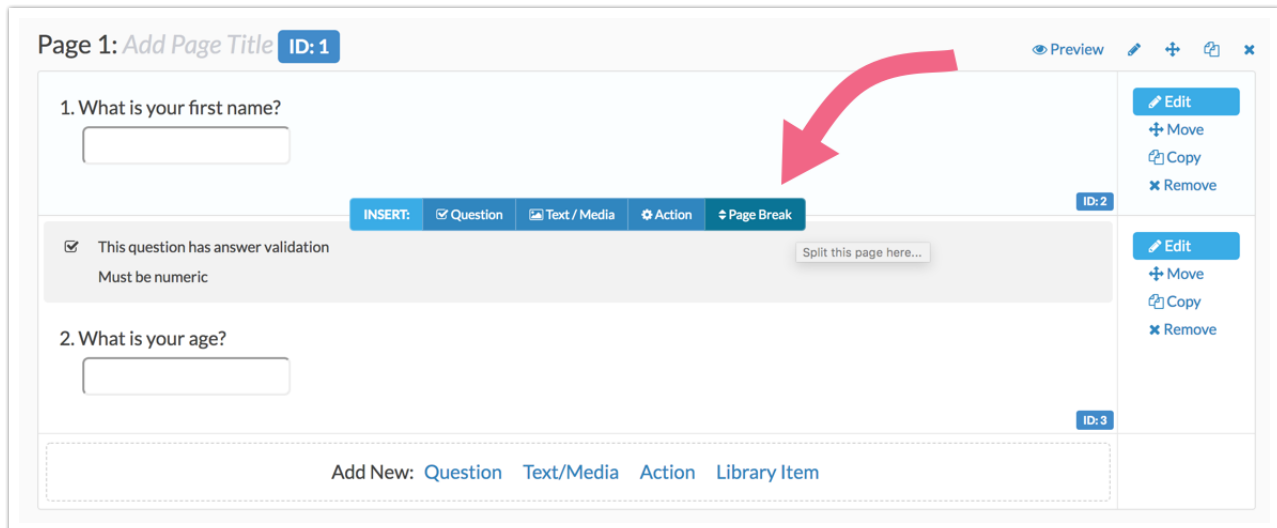 Page 1: Add Page Title ID: 1
Preview
1. What is your first name?
Edit
Move
Copy
Remove
ID: 2
INSERT: Question Text / Media Action Page Break
Split this page here...
This question has answer validation
Must be numeric
Edit
Move
Copy
Remove
2. What is your age?
ID: 3
Add New: Question Text/Media Action Library Item